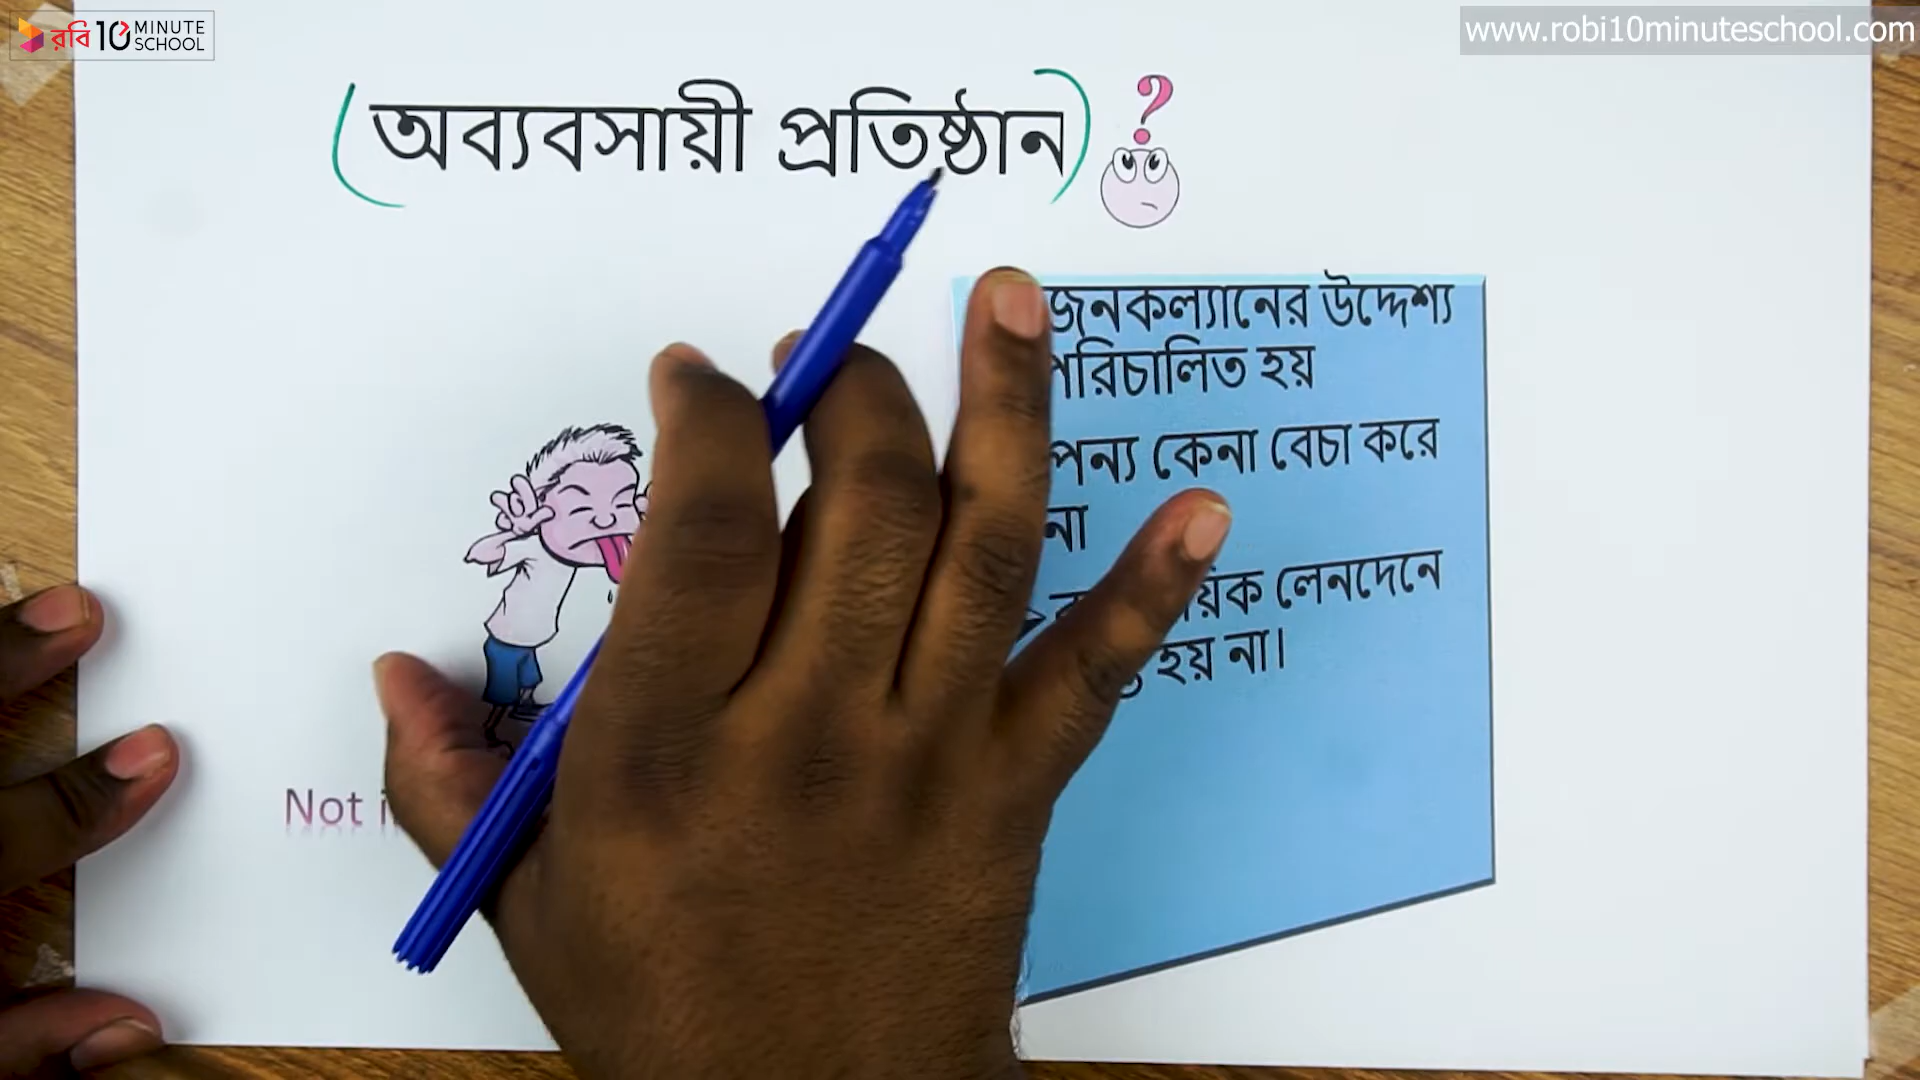 রবি 10 MINUTE SCHOOL
www.robi10minuteschool.com
অব্যবসায়ী প্রতিষ্ঠান ?
জনকল্যানের উদ্দেশ্য
পরিচালিত হয়
পন্য কেনা বেচা করে
না
লেনদেনে
হয় না।
Not